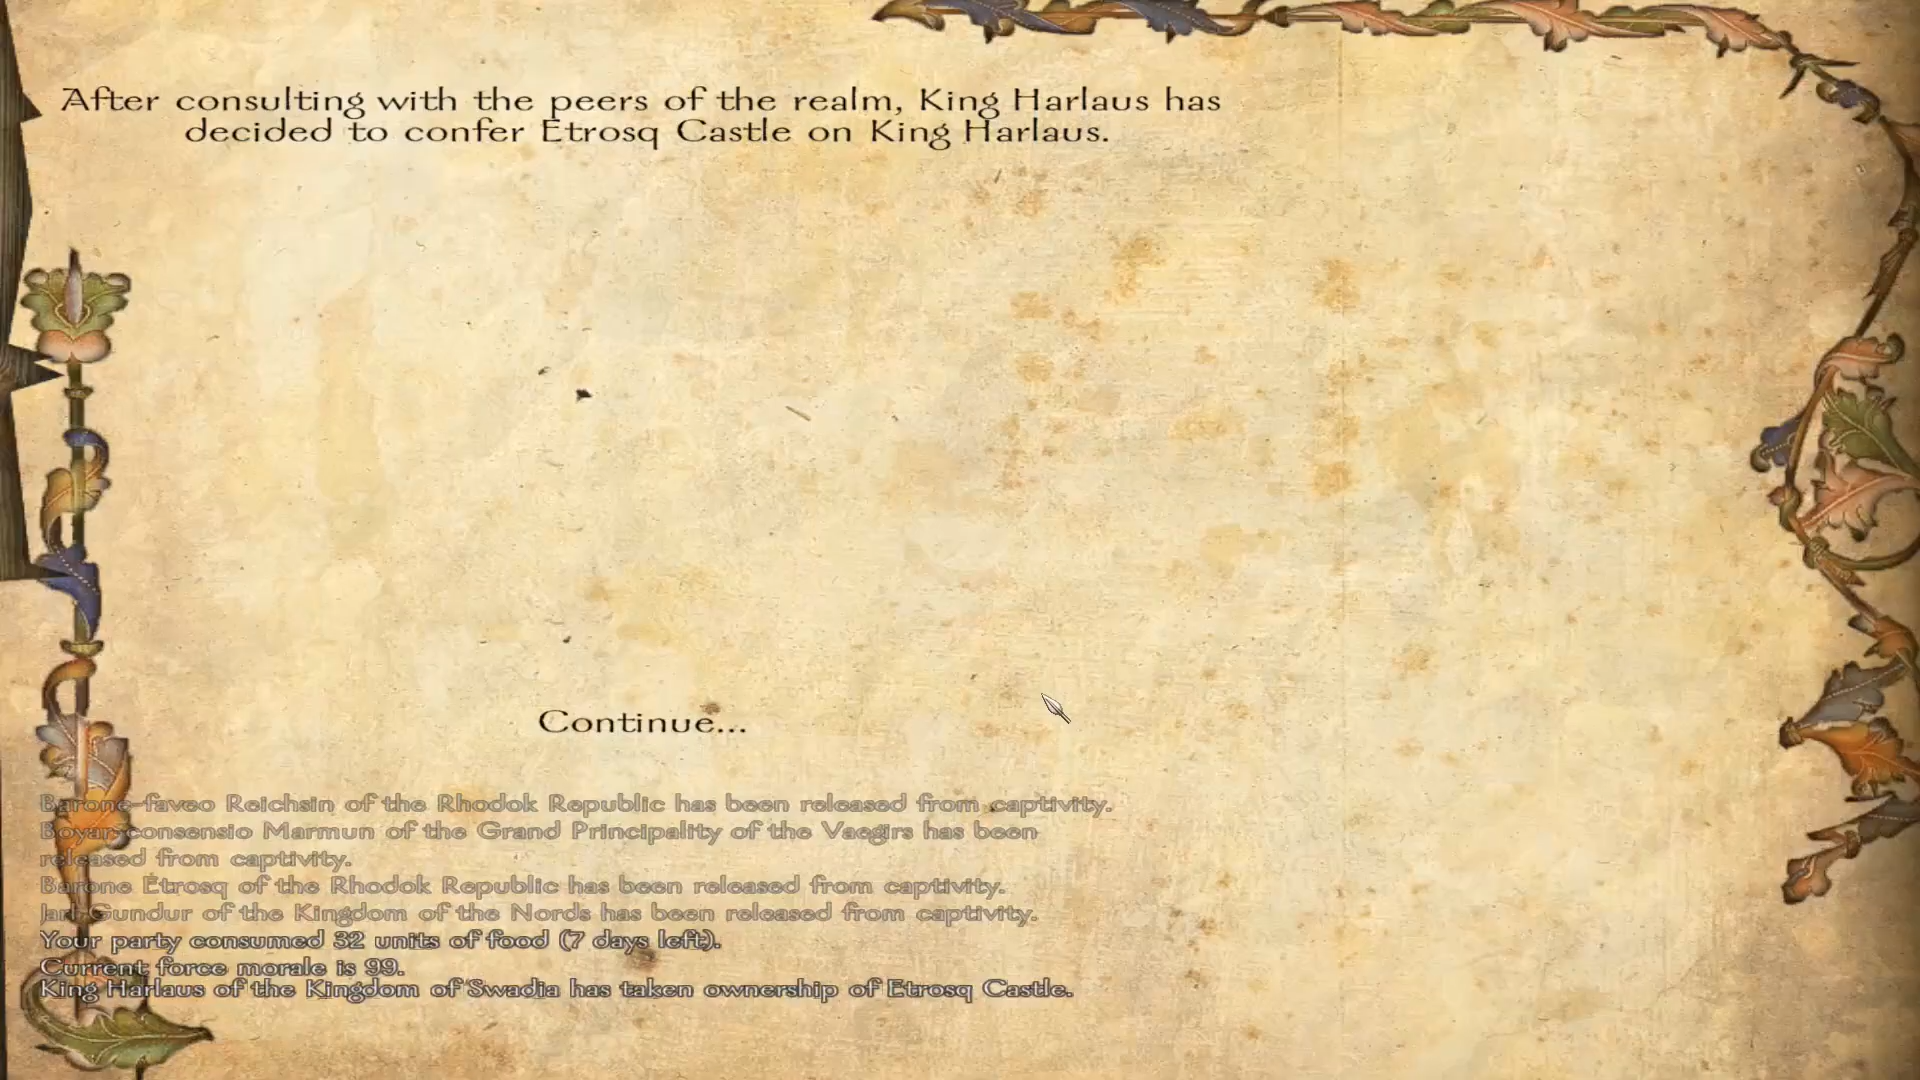 After consulting with the peers of the realm, King Harlaus has
decided to confer Etrosq Castle on King Harlaus.
Continue...
Barone-faveo Reichsin of the Rhodok Republic has been released from captivity.
Boyar-consensio Marmun of the Grand Principality of the Vaegirs has been
released from captivity.
Barone Etrosq of the Rhodok Republic has been released from captivity.
Jarl-Gundur of the Kingdom of the Nords has been released from captivity.
Your party consumed 32 units of food (7 days left).
Current force morale is 99.
King Harlaus of the Kingdom of Swadia has taken ownership of Etrosq Castle.